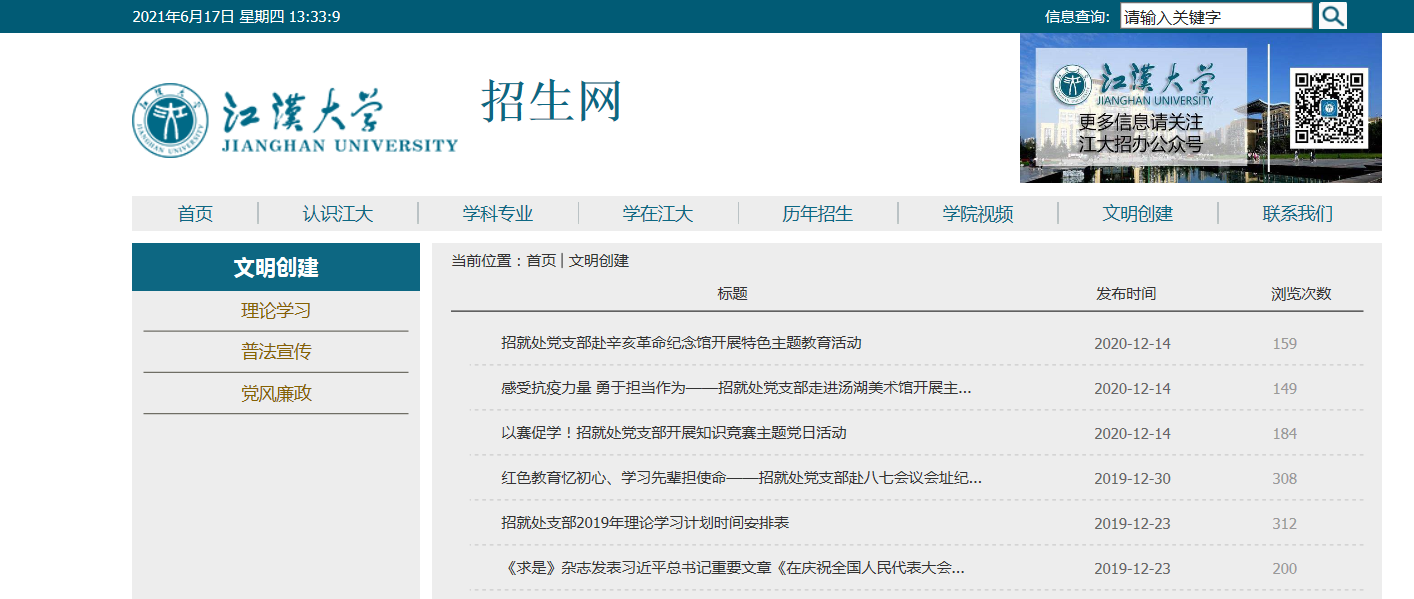 2021年6月17日 星期四 13:33:9
信息查询: 请输入关键字
江漢大学
JIANGHAN UNIVERSITY
招生网
江漢大学
JIANGHAN UNIVERSITY
更多信息请关注
江大招办公众号
首页 认识江大 学科专业 学在江大 历年招生 学院视频 文明创建 联系我们
文明创建
理论学习
普法宣传
党风廉政
当前位置：首页 | 文明创建
标题 发布时间 浏览次数
招就处党支部赴辛亥革命纪念馆开展特色主题教育活动 2020-12-14 159
感受抗疫力量 勇于担当作为——招就处党支部走进汤湖美术馆开展主... 2020-12-14 149
以赛促学！招就处党支部开展知识竞赛主题党日活动 2020-12-14 184
红色教育忆初心、学习先辈担使命——招就处党支部赴八七会议会址纪... 2019-12-30 308
招就处支部2019年理论学习计划时间安排表 2019-12-23 312
《求是》杂志发表习近平总书记重要文章《在庆祝全国人民代表大会... 2019-12-23 200